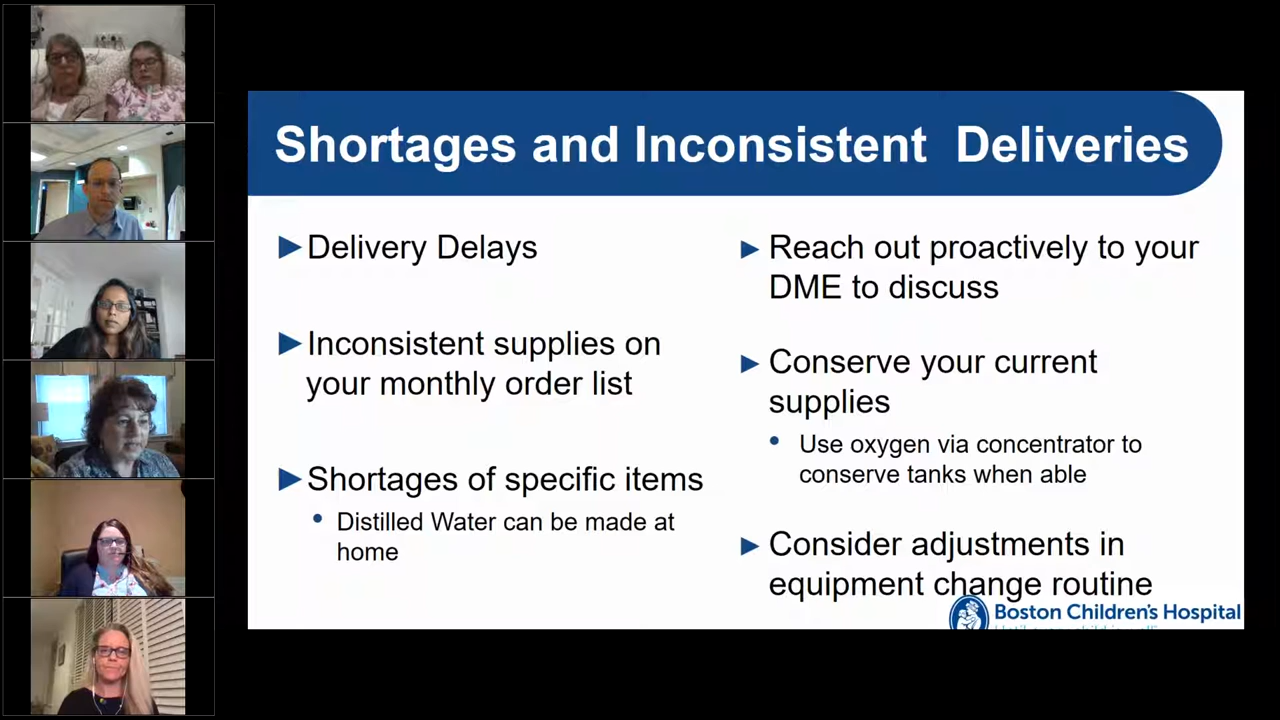 Shortages and Inconsistent Deliveries
Delivery Delays
Inconsistent supplies on
your monthly order list
Shortages of specific items
Distilled Water can be made at
home
Reach out proactively to your
DME to discuss
Conserve your current
supplies
Use oxygen via concentrator to
conserve tanks when able
Consider adjustments in
equipment change routine
Boston Children's Hospital